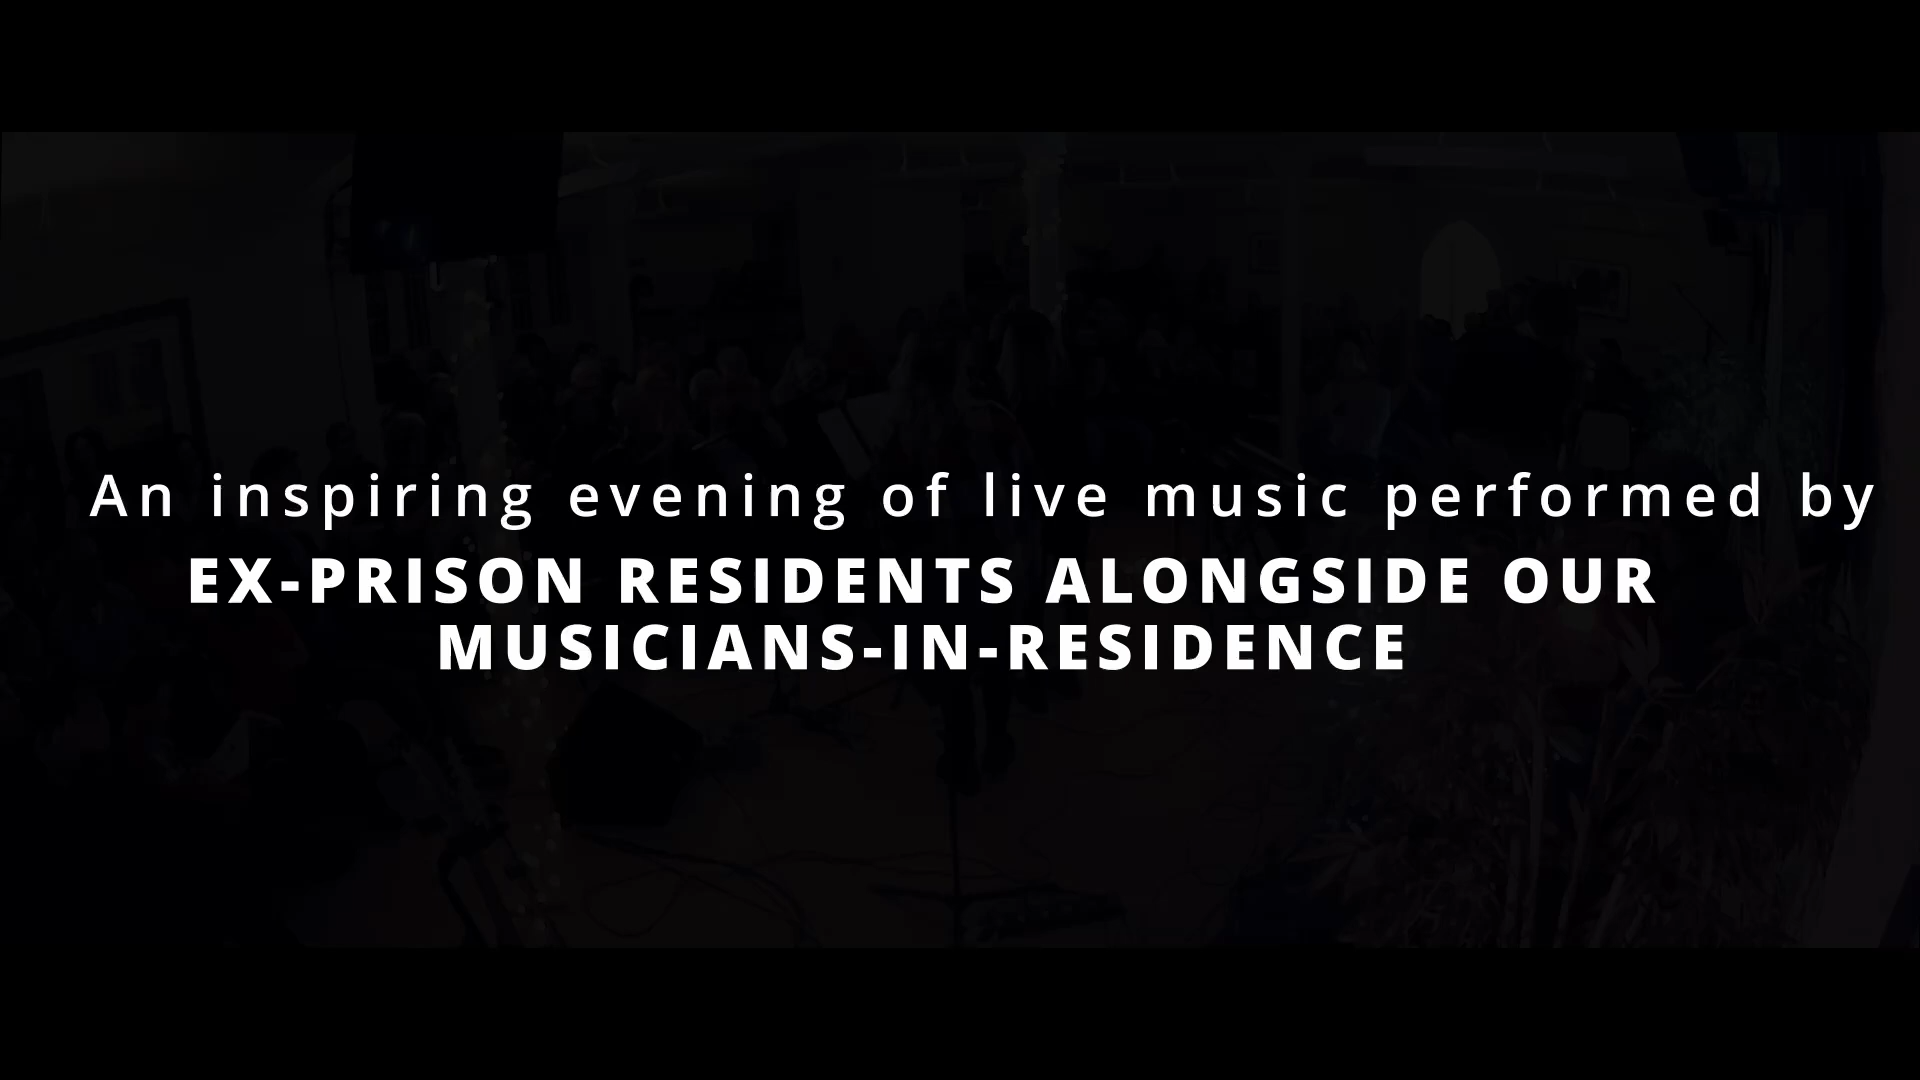 An inspiring evening of live music performed by
EX-PRISON RESIDENTS ALONGSIDE OUR
MUSICIANS-IN-RESIDENCE